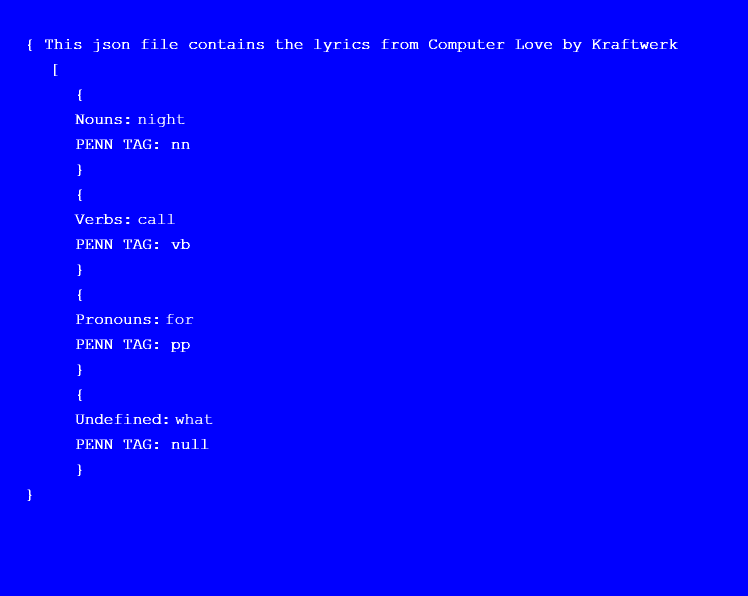 { This json file contains the lyrics from Computer Love by Kraftwerk
[
{
Nouns: night
PENN TAG: nn
}
{
Verbs: call
PENN TAG: vb
}
{
Pronouns: for
PENN TAG: pp
}
{
Undefined: what
PENN TAG: null
}
}